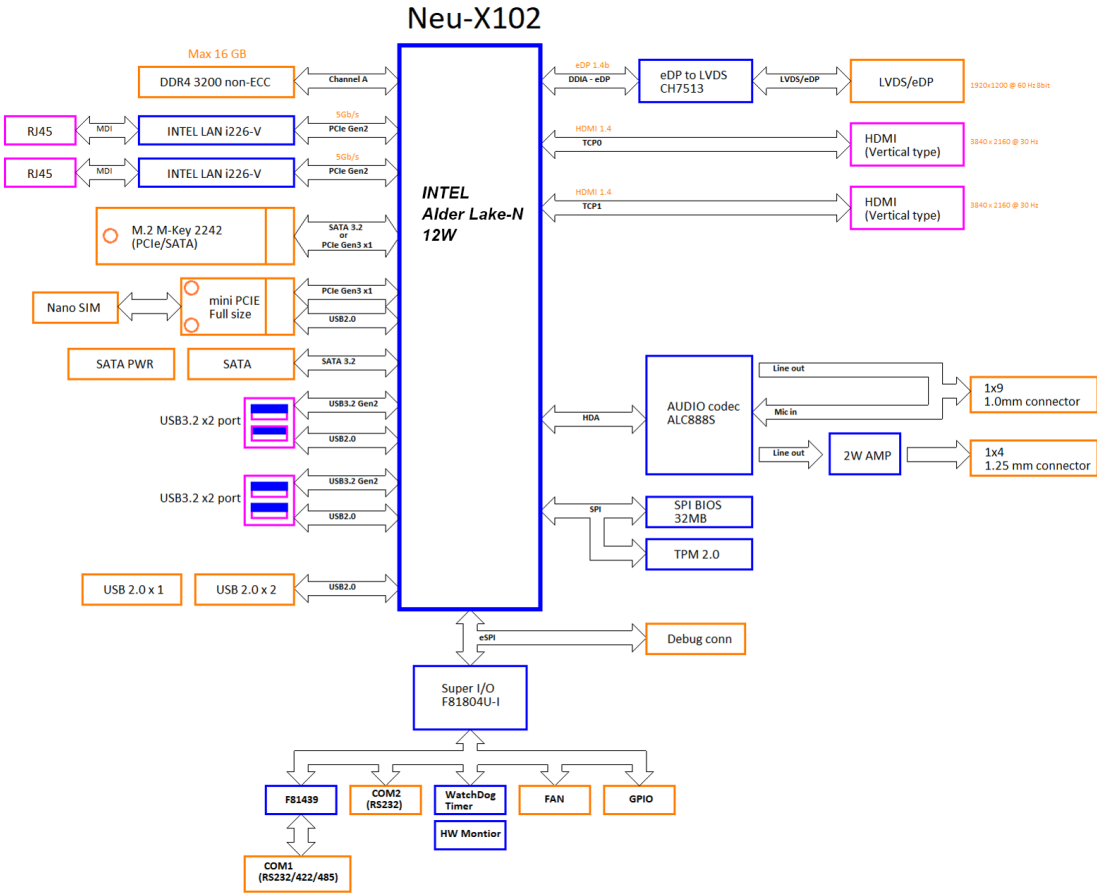 Neu-X102
Max 16 GB
DDR4 3200 non-ECC
Channel A
RJ45
MDI
INTEL LAN i226-V
5Gb/s
PCIe Gen2
RJ45
MDI
INTEL LAN i226-V
5Gb/s
PCIe Gen2
M.2 M-Key 2242
(PCIe/SATA)
SATA 3.2
or
PCIe Gen3 x1
Nano SIM
mini PCIE
Full size
PCIe Gen3 x1
USB2.0
SATA PWR
SATA
SATA 3.2
USB3.2 x2 port
USB3.2 Gen2
USB2.0
USB3.2 x2 port
USB3.2 Gen2
USB2.0
USB 2.0 x 1
USB 2.0 x 2
USB2.0
INTEL
Alder Lake-N
12W
eDP 1.4b
DDIA - eDP
eDP to LVDS
CH7513
LVDS/eDP
LVDS/eDP
1920x1200 @ 60 Hz 8bit
HDMI 1.4
TCP0
HDMI
(Vertical type)
3840 x 2160 @ 30 Hz
HDMI 1.4
TCP1
HDMI
(Vertical type)
3840 x 2160 @ 30 Hz
HDA
AUDIO codec
ALC888S
Line out
Mic in
1x9
1.0mm connector
Line out
2W AMP
1x4
1.25 mm connector
SPI
SPI BIOS
32MB
TPM 2.0
eSPI
Debug conn
Super I/O
F81804U-I
F81439
COM2
(RS232)
WatchDog
Timer
FAN
GPIO
HW Montior
COM1
(RS232/422/485)